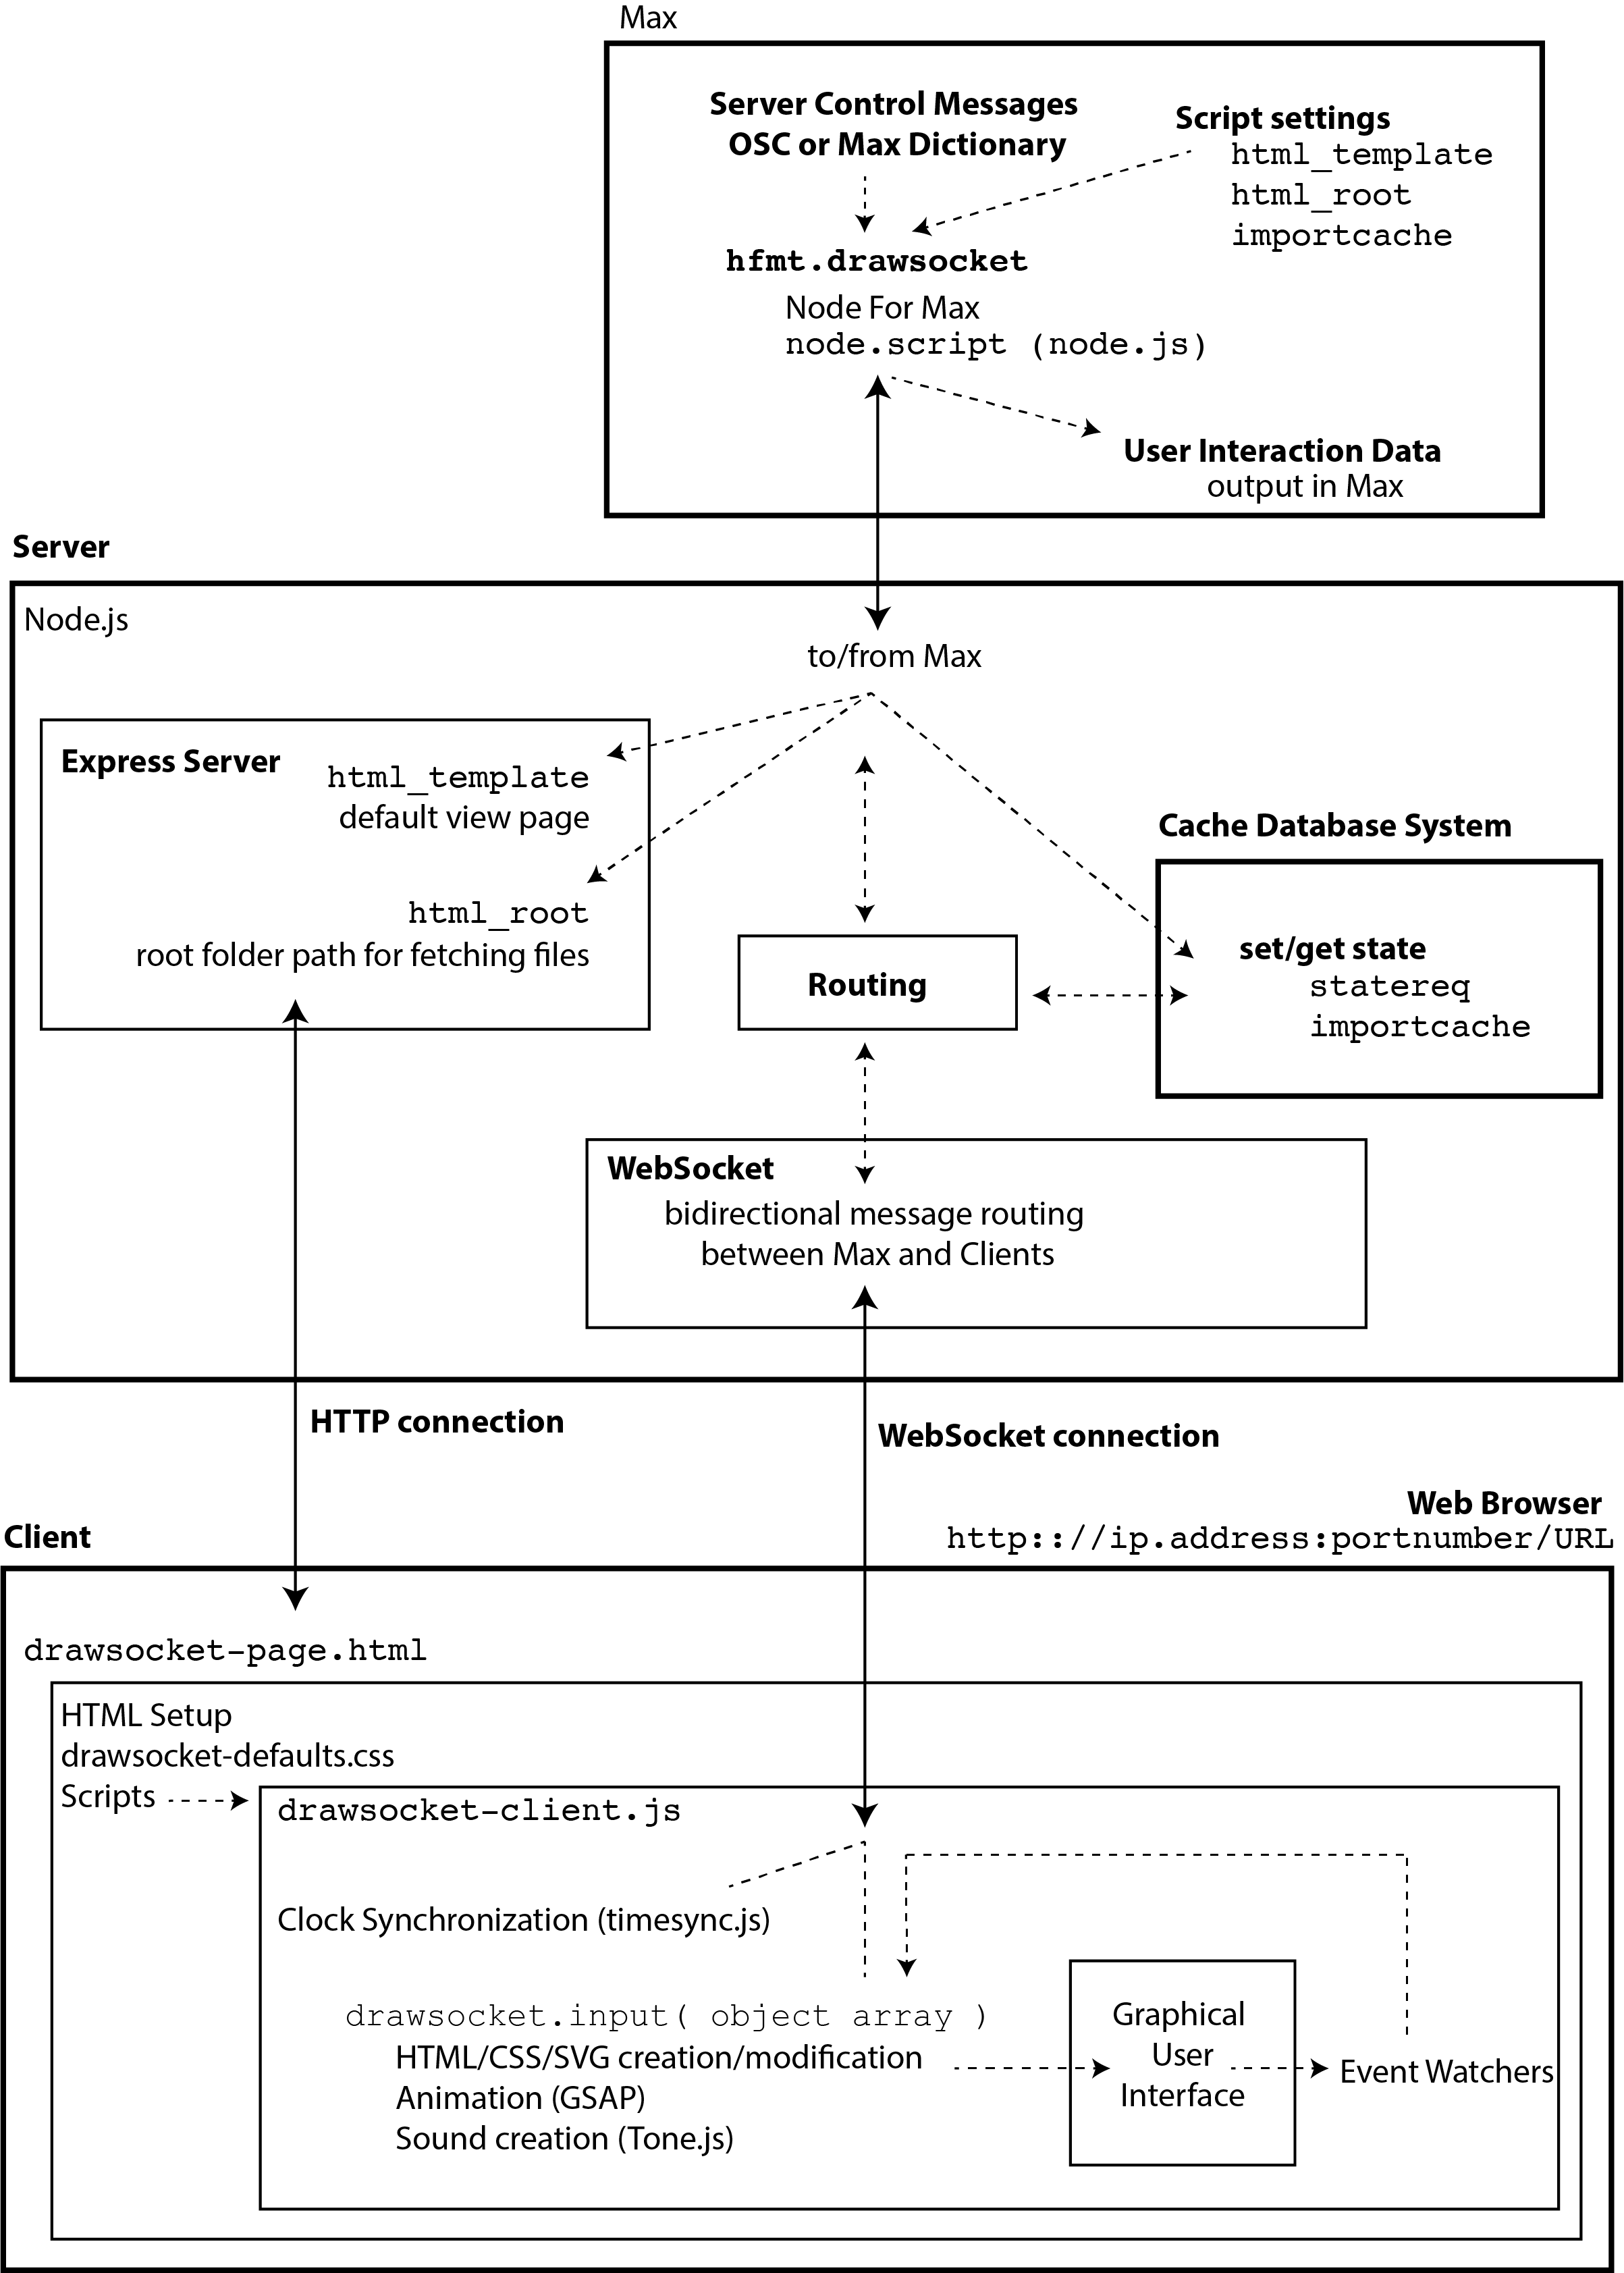 Max
Server Control Messages
OSC or Max Dictionary
Script settings
html_template
html_root
importcache
hfmt.drawsocket
Node For Max
node.script (node.js)
User Interaction Data
output in Max
Server
Node.js
to/from Max
Express Server
html_template
default view page
html_root
root folder path for fetching files
Cache Database System
set/get state
statereq
importcache
Routing
WebSocket
bidirectional message routing
between Max and Clients
HTTP connection
WebSocket connection
Web Browser
http:://ip.address:portnumber/URL
Client
drawsocket-page.html
HTML Setup
drawsocket-defaults.css
Scripts
drawsocket-client.js
Clock Synchronization (timesync.js)
drawsocket.input( object array )
HTML/CSS/SVG creation/modification
Animation (GSAP)
Sound creation (Tone.js)
Graphical
User
Interface
Event Watchers